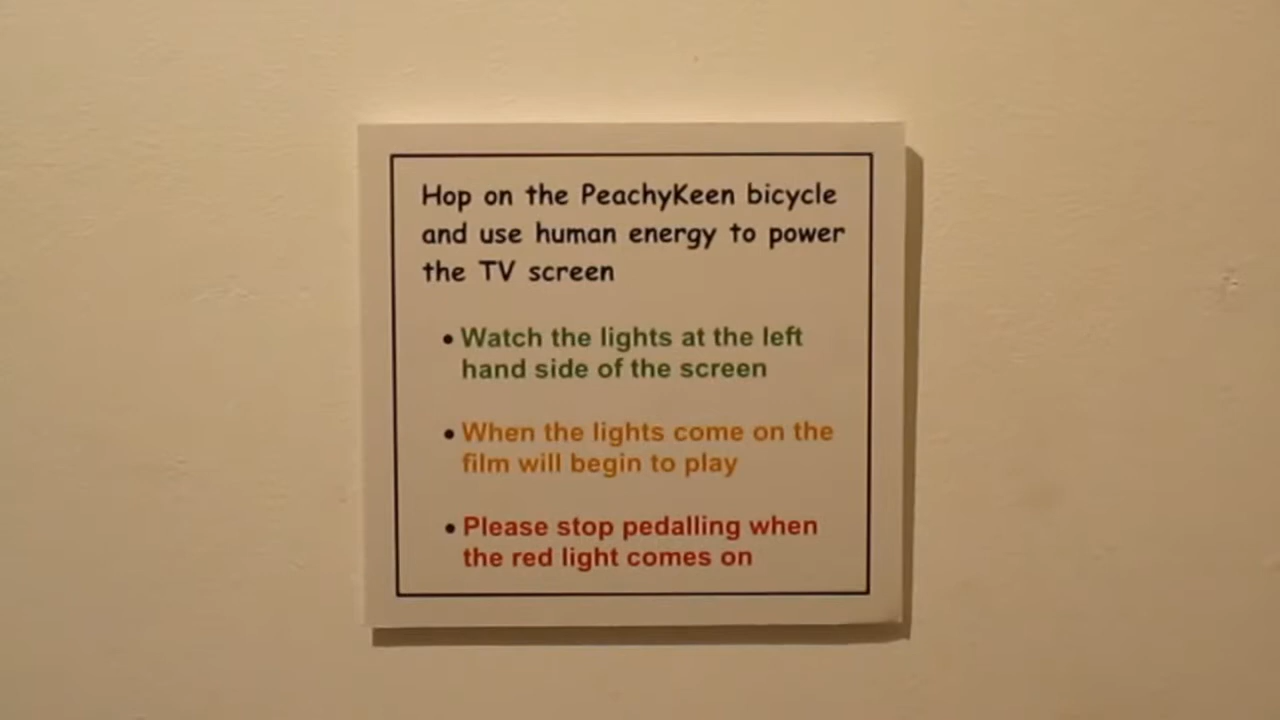 Hop on the PeachyKeen bicycle
and use human energy to power
the TV screen
• Watch the lights at the left
hand side of the screen
• When the lights come on the
film will begin to play
• Please stop pedalling when
the red light comes on